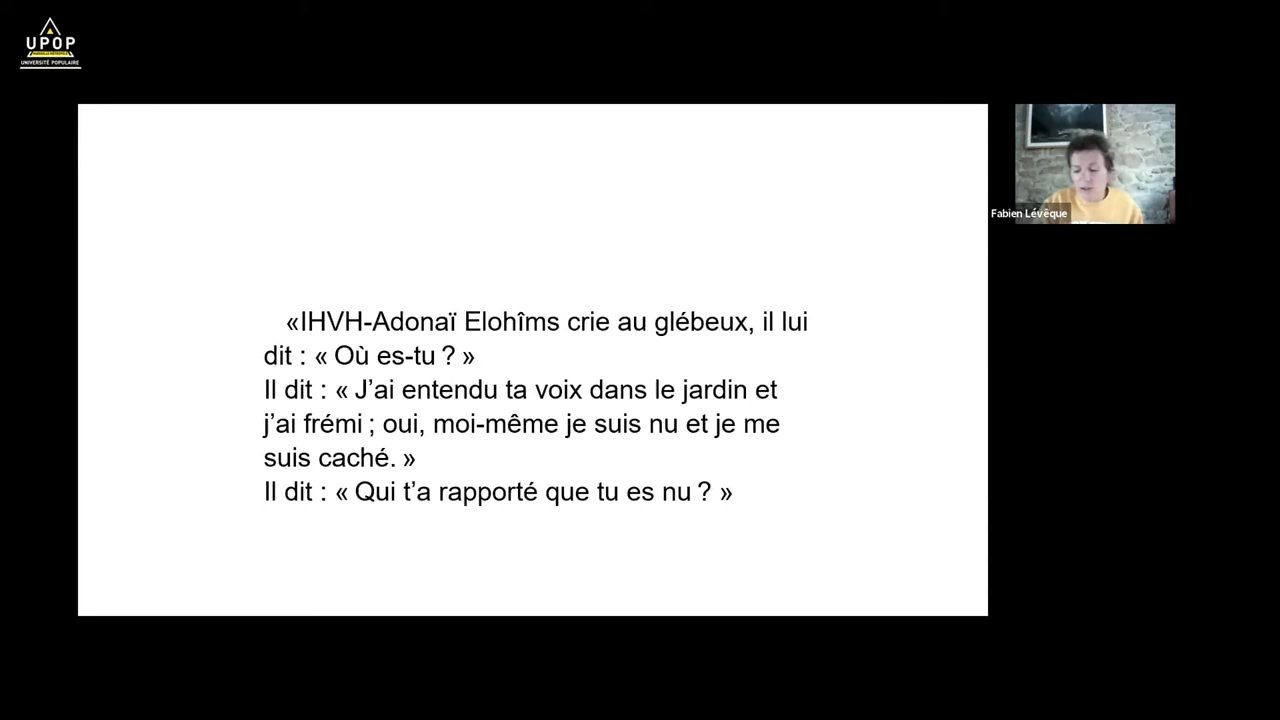 UPOP
UNIVERSITÉ POPULAIRE
«IHVH-Adonaï Elohîms crie au glébeux, il lui
dit : « Où es-tu ? »
Il dit : « J’ai entendu ta voix dans le jardin et
j’ai frémi ; oui, moi-même je suis nu et je me
suis caché. »
Il dit : « Qui t’a rapporté que tu es nu ? »
Fabien Lévêque